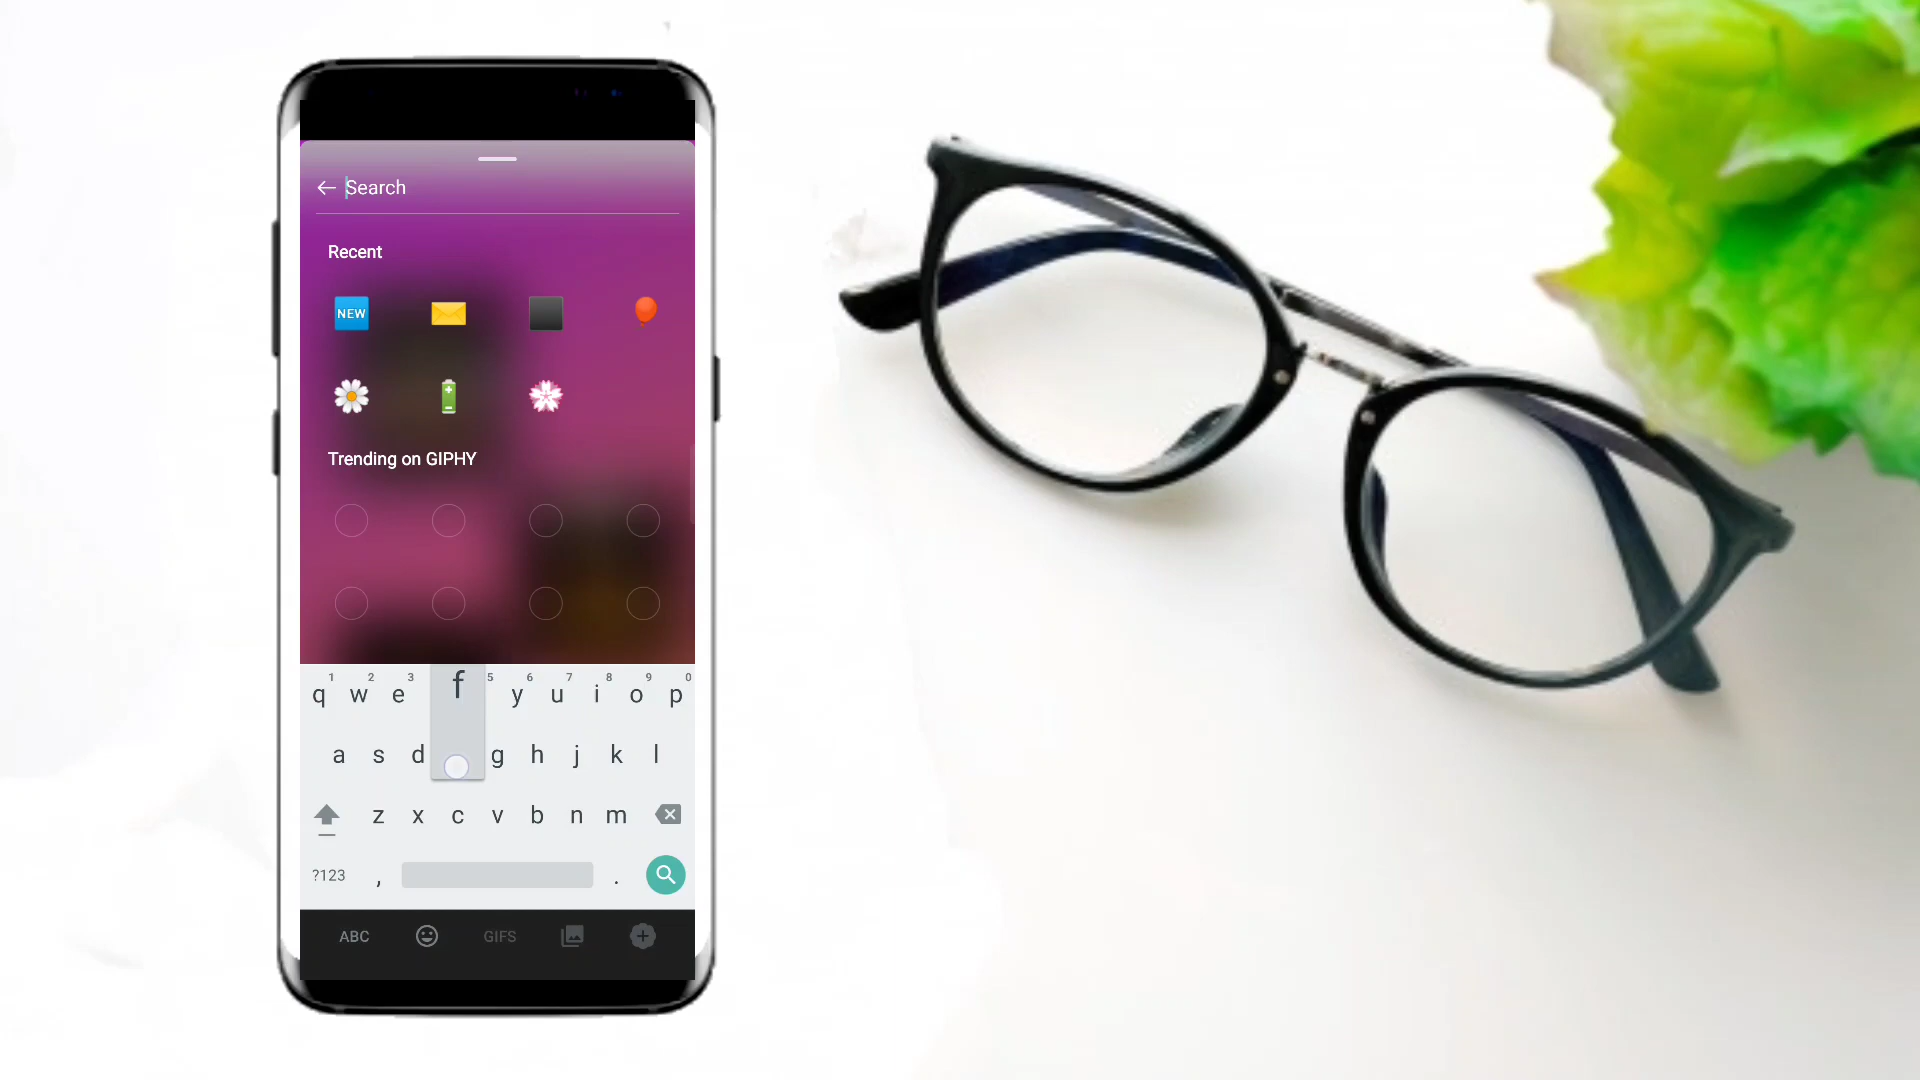 Search
Recent
NEW
Trending on GIPHY
1 2 3 5 6 7 8 9 0
q w e f y u i o p
a s d g h j k l
z x c v b n m
?123 , .
ABC GIFS